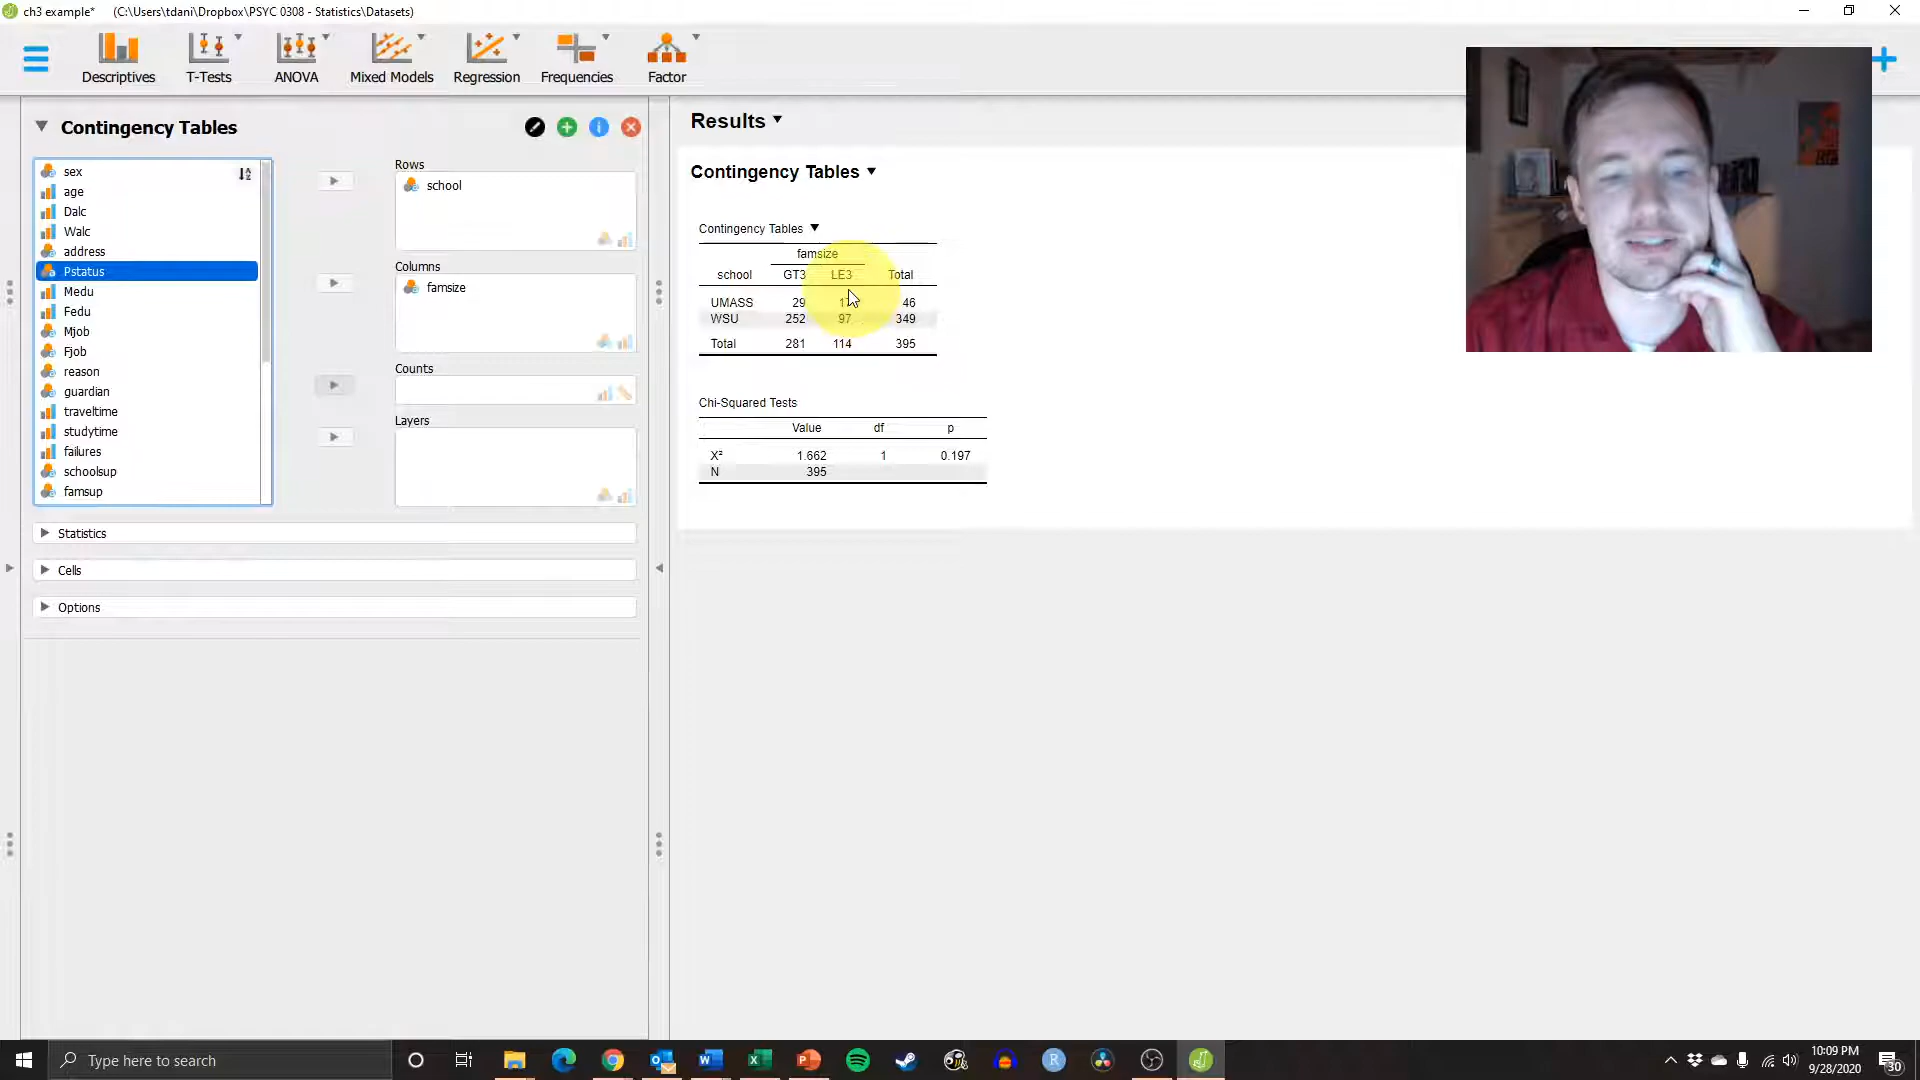 ch3 example* (C:\Users\tdani\Dropbox\PSYC 0308 - Statistics\Datasets)
Descriptives
T-Tests
ANOVA
Mixed Models
Regression
Frequencies
Factor
Contingency Tables
sex
age
Dalc
Walc
address
Pstatus
Medu
Fedu
Mjob
Fjob
reason
guardian
traveltime
studytime
failures
schoolsup
famsup
Rows
school
Columns
famsize
Counts
Layers
Statistics
Cells
Options
Results
Contingency Tables
Contingency Tables
famsize
school GT3 LE3 Total
UMASS 29 46
WSU 252 97 349
Total 281 114 395
Chi-Squared Tests
Value df p
X² 1.662 1 0.197
N 395
Type here to search
10:09 PM
9/28/2020
30